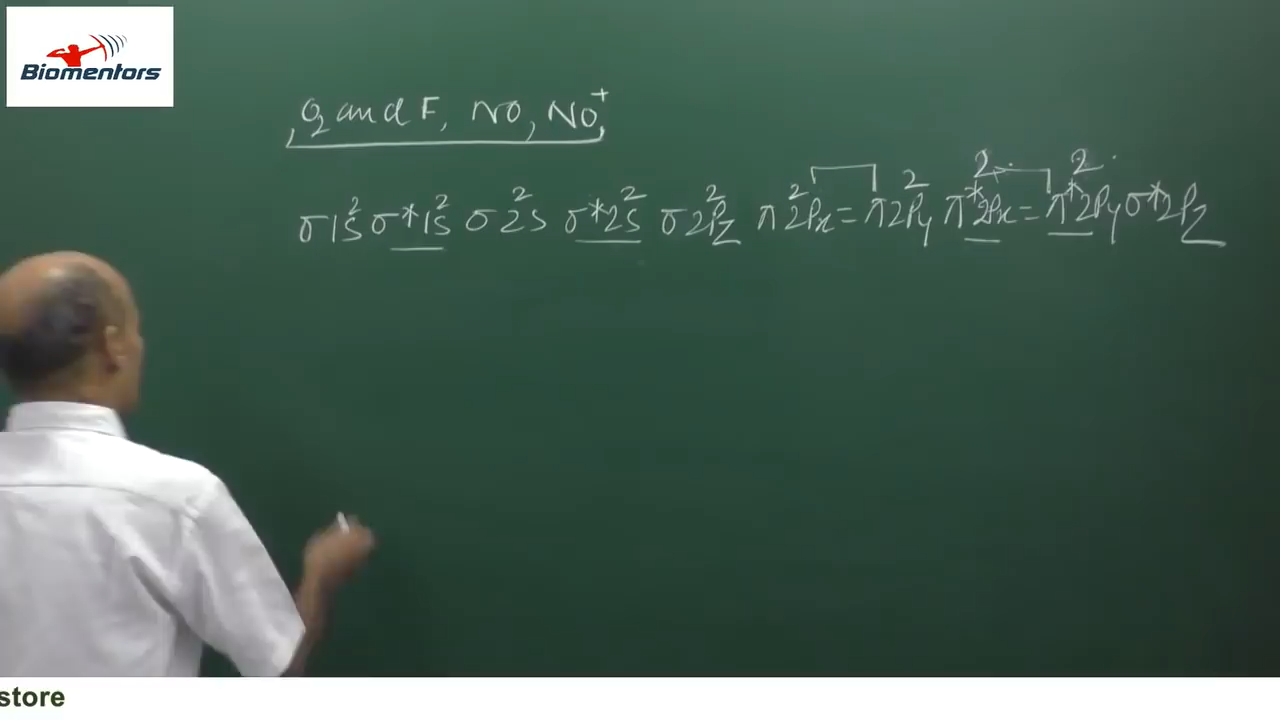 Biomentors
, O₂ and F, NO, NO⁺,
σ1s² σ*1s² σ2s² σ*2s² σ2Pz² π2Px² = π2Py² π*2Px² = π*2Py² σ*2Pz
store